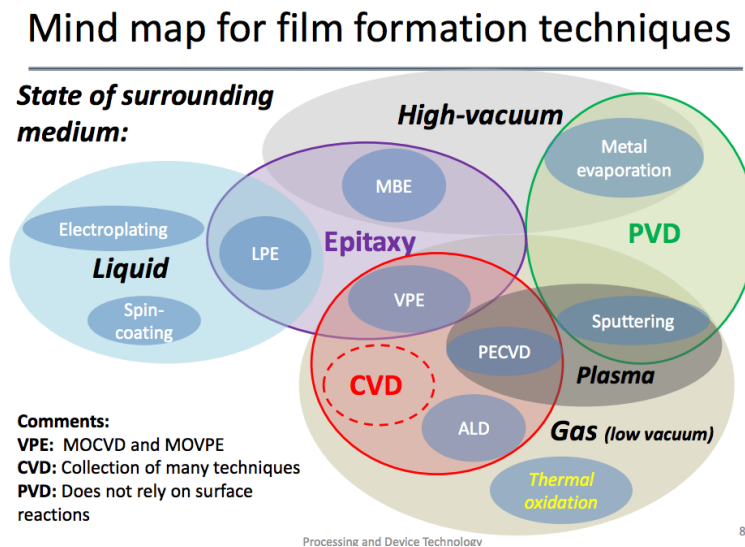 Mind map for film formation techniques
State of surrounding
medium:
High-vacuum
Metal
evaporation
MBE
Electroplating
LPE
Epitaxy
PVD
Liquid
VPE
Spin-
coating
Sputtering
PECVD
Plasma
CVD
ALD
Gas (low vacuum)
Comments:
VPE: MOCVD and MOVPE
CVD: Collection of many techniques
PVD: Does not rely on surface
reactions
Thermal
oxidation
Processing and Device Technology
8